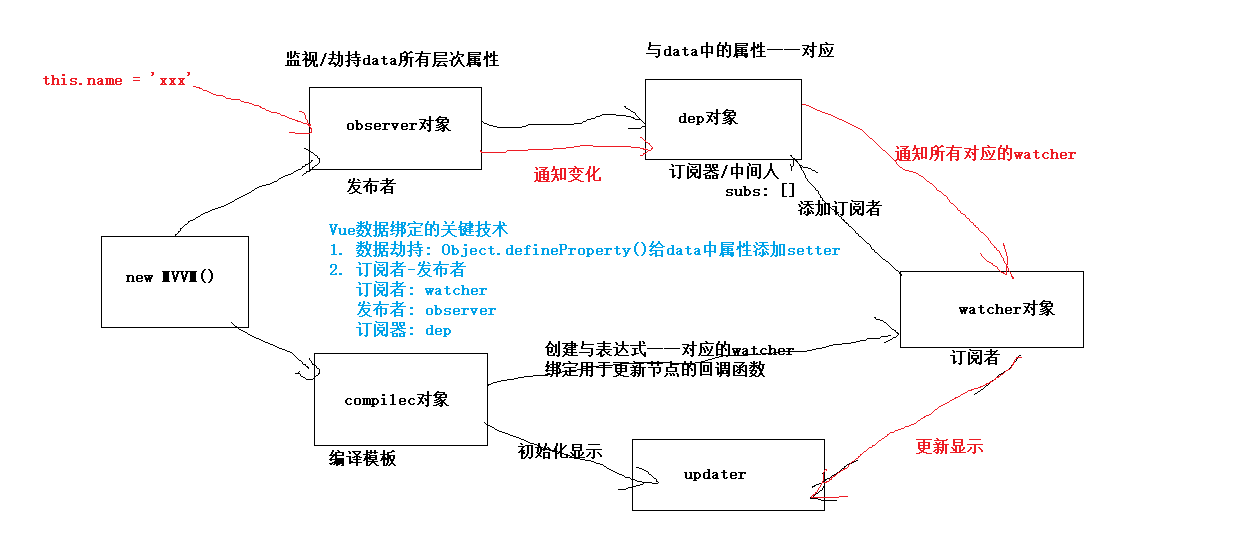 与data中的属性一一对应
监视/劫持data所有层次属性
this.name = 'xxx'
observer对象
dep对象
通知所有对应的watcher
通知变化
发布者
订阅器/中间人
subs: []
添加订阅者
Vue数据绑定的关键技术
1. 数据劫持: Object.defineProperty()给data中属性添加setter
2. 订阅者-发布者
订阅者: watcher
发布者: observer
订阅器: dep
new MVVM()
watcher对象
订阅者
创建与表达式一一对应的watcher
绑定用于更新节点的回调函数
compilec对象
编译模板
初始化显示
更新显示
updater